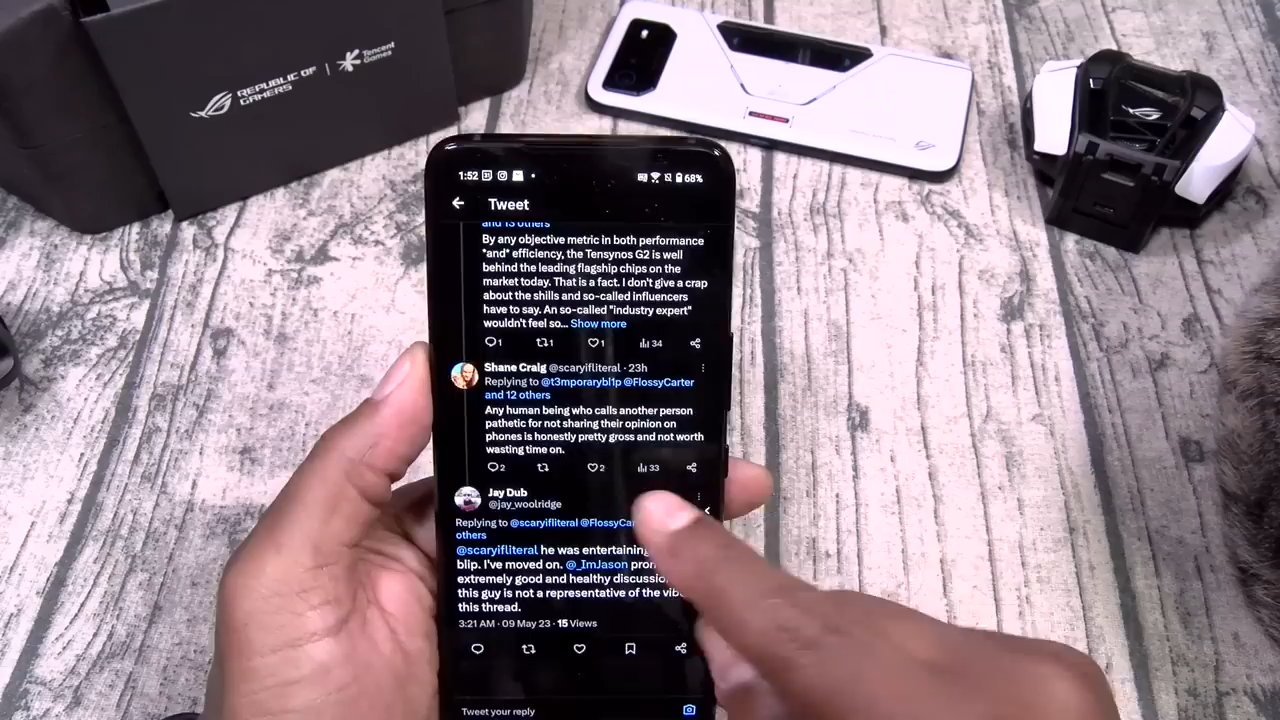 REPUBLIC OF
GAMERS
Tencent
Games
1:52
68%
Tweet
and 13 others
By any objective metric in both performance
*and* efficiency, the Tensynos G2 is well
behind the leading flagship chips on the
market today. That is a fact. I don't give a crap
about the shills and so-called influencers
have to say. An so-called "industry expert"
wouldn't feel so... Show more
1 1 1 34
Shane Craig @scaryifliteral · 23h
Replying to @t3mporarybl1p @FlossyCarter
and 12 others
Any human being who calls another person
pathetic for not sharing their opinion on
phones is honestly pretty gross and not worth
wasting time on.
2 2 33
Jay Dub
@jay_woolridge
Replying to @scaryifliteral @FlossyCar
others
@scaryifliteral he was entertaining
blip. I've moved on. @_ImJason
extremely good and healthy
this guy is not a representative of the
this thread.
3:21 AM · 09 May 23 · 15 Views
Tweet your reply